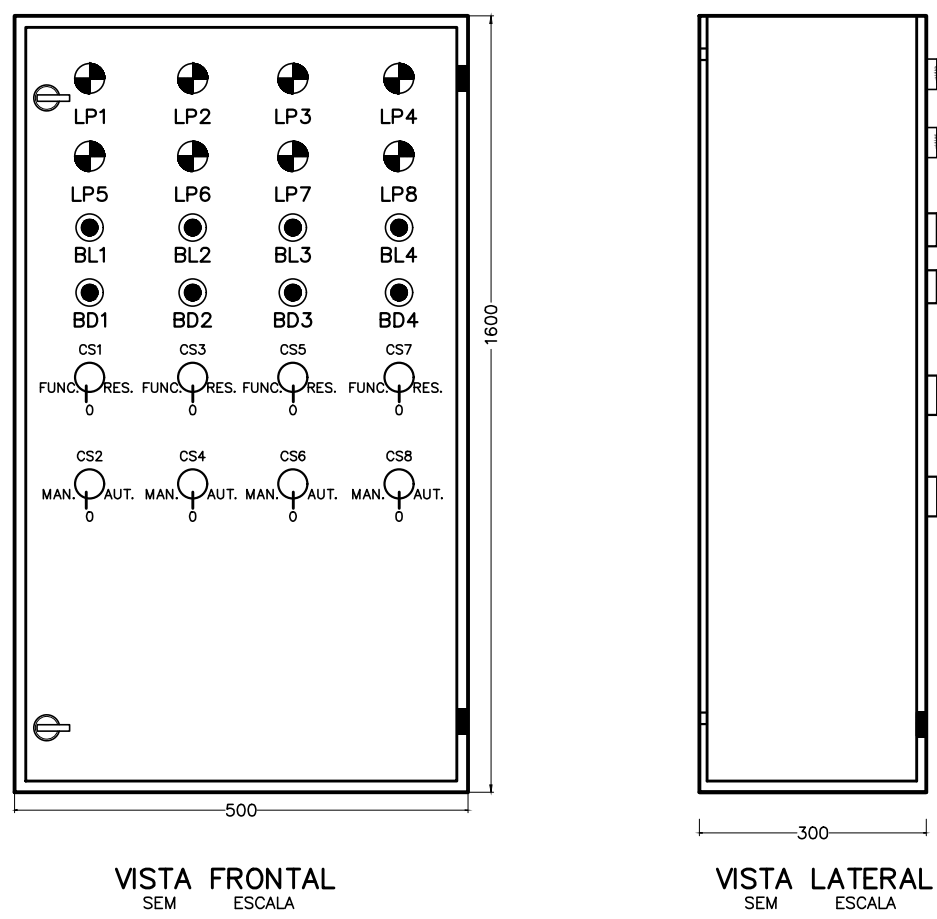 LP1 LP2 LP3 LP4
LP5 LP6 LP7 LP8
BL1 BL2 BL3 BL4
BD1 BD2 BD3 BD4
CS1 CS3 CS5 CS7
FUNC. RES. FUNC. RES. FUNC. RES. FUNC. RES.
0 0 0 0
CS2 CS4 CS6 CS8
MAN. AUT. MAN. AUT. MAN. AUT. MAN. AUT.
0 0 0 0
1600
500
300
VISTA FRONTAL
SEM ESCALA
VISTA LATERAL
SEM ESCALA